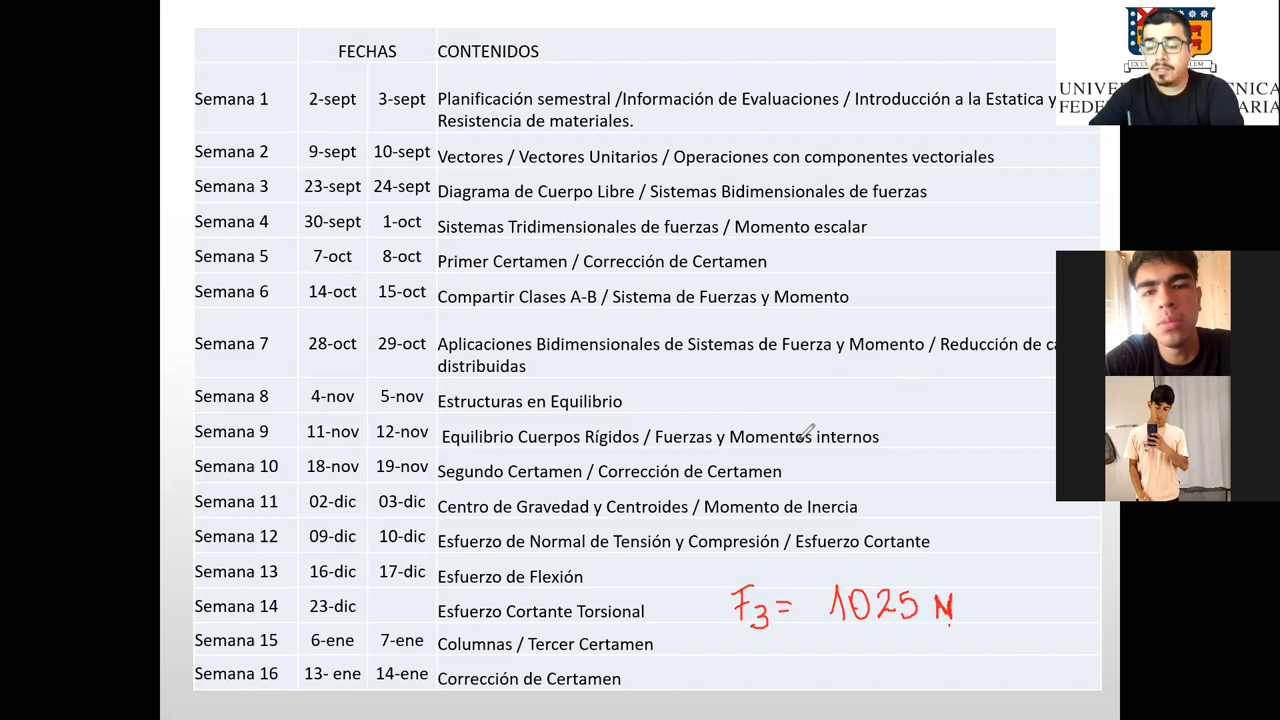 FECHAS CONTENIDOS
Semana 1 2-sept 3-sept Planificación semestral /Información de Evaluaciones / Introducción a la Estatica y
Resistencia de materiales.
Semana 2 9-sept 10-sept Vectores / Vectores Unitarios / Operaciones con componentes vectoriales
Semana 3 23-sept 24-sept Diagrama de Cuerpo Libre / Sistemas Bidimensionales de fuerzas
Semana 4 30-sept 1-oct Sistemas Tridimensionales de fuerzas / Momento escalar
Semana 5 7-oct 8-oct Primer Certamen / Corrección de Certamen
Semana 6 14-oct 15-oct Compartir Clases A-B / Sistema de Fuerzas y Momento
Semana 7 28-oct 29-oct Aplicaciones Bidimensionales de Sistemas de Fuerza y Momento / Reducción de
distribuidas
Semana 8 4-nov 5-nov Estructuras en Equilibrio
Semana 9 11-nov 12-nov Equilibrio Cuerpos Rígidos / Fuerzas y Momentos internos
Semana 10 18-nov 19-nov Segundo Certamen / Corrección de Certamen
Semana 11 02-dic 03-dic Centro de Gravedad y Centroides / Momento de Inercia
Semana 12 09-dic 10-dic Esfuerzo de Normal de Tensión y Compresión / Esfuerzo Cortante
Semana 13 16-dic 17-dic Esfuerzo de Flexión
Semana 14 23-dic Esfuerzo Cortante Torsional
F3 = 1025 N
Semana 15 6-ene 7-ene Columnas / Tercer Certamen
Semana 16 13- ene 14-ene Corrección de Certamen